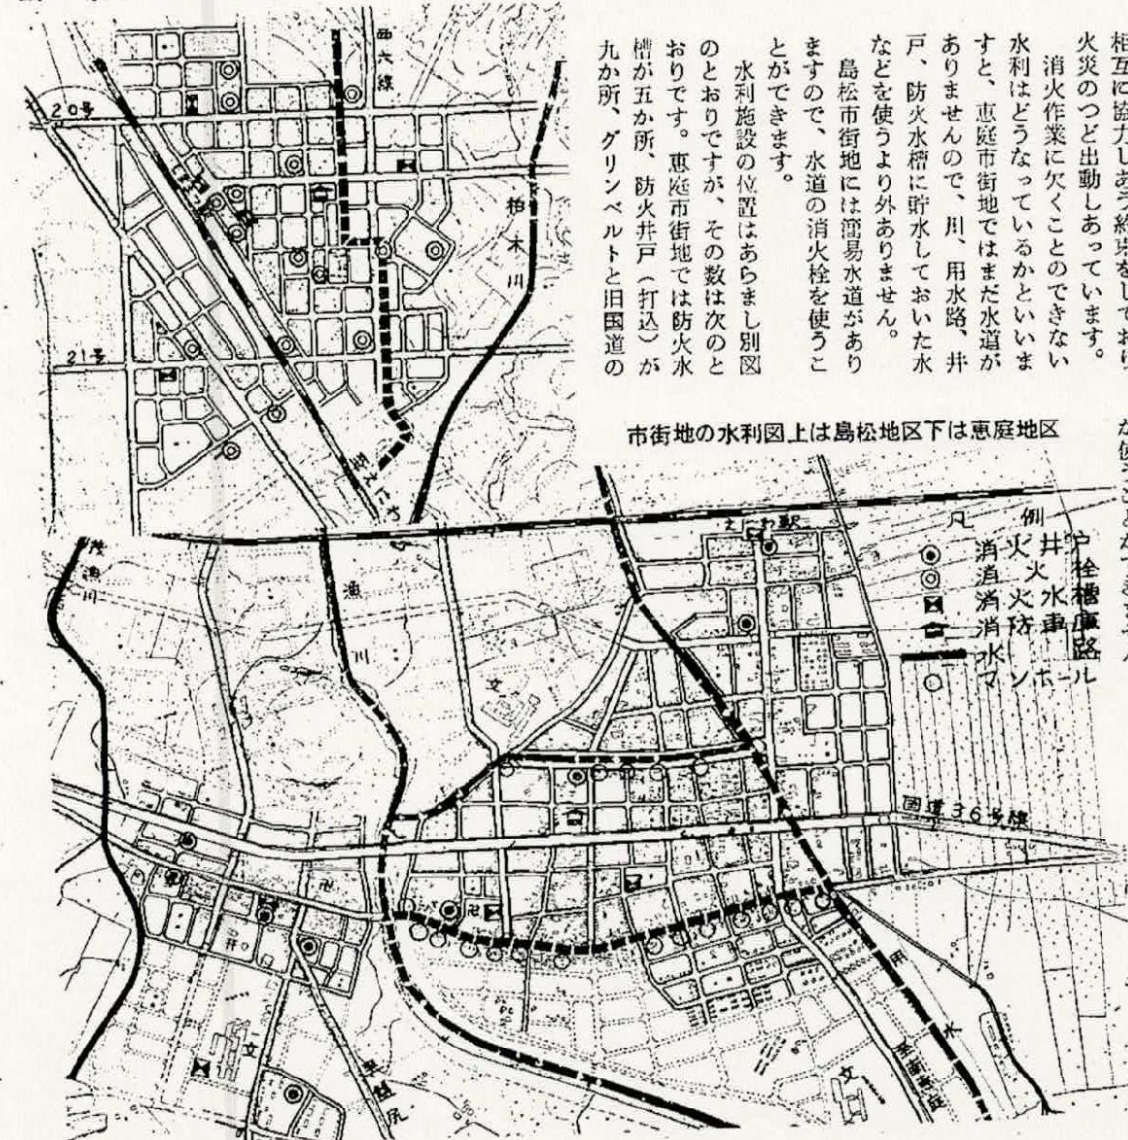 相互に協力しあう約束をしており
火災のつど出動しあっています。
消火作業に欠くことのできない
水利はどうなっているかといいま
すと、恵庭市街地ではまだ水道が
ありませんので、川、用水路、井
戸、防火水槽に貯水しておいた水
などを使うより外ありません。
島松市街地には簡易水道があり
ますので、水道の消火栓を使うこ
とができます。
水利施設の位置はあらまし別図
のとおりですが、その数は次のと
おりです。恵庭市街地では防火水
槽が五か所、防火井戸（打込）が
九か所、グリンベルトと旧国道の
市街地の水利図上は島松地区下は恵庭地区
西六線
20号
柏木川
21号
えにわ駅
凡例
消火井戸
消火栓
消火水槽
消防車庫
水路
マンホール
漁川
文
国道36号線
卍
卍
文
文